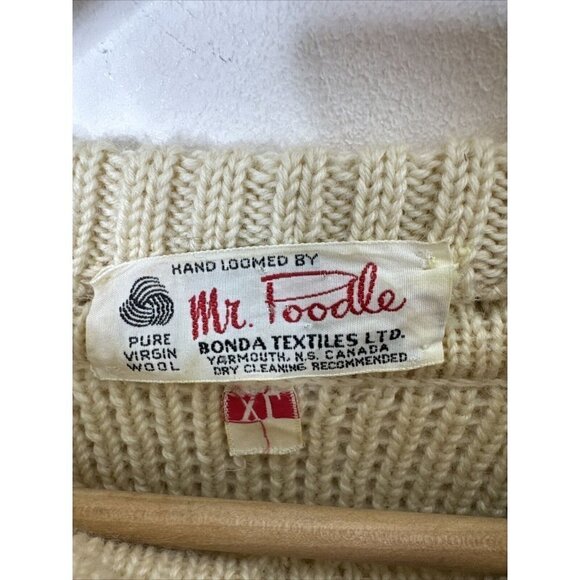 HAND LOOMED BY
Mr. Poodle
PURE
VIRGIN
WOOL
BONDA TEXTILES LTD.
YARMOUTH, N.S. CANADA
DRY CLEANING RECOMMENDED
XL